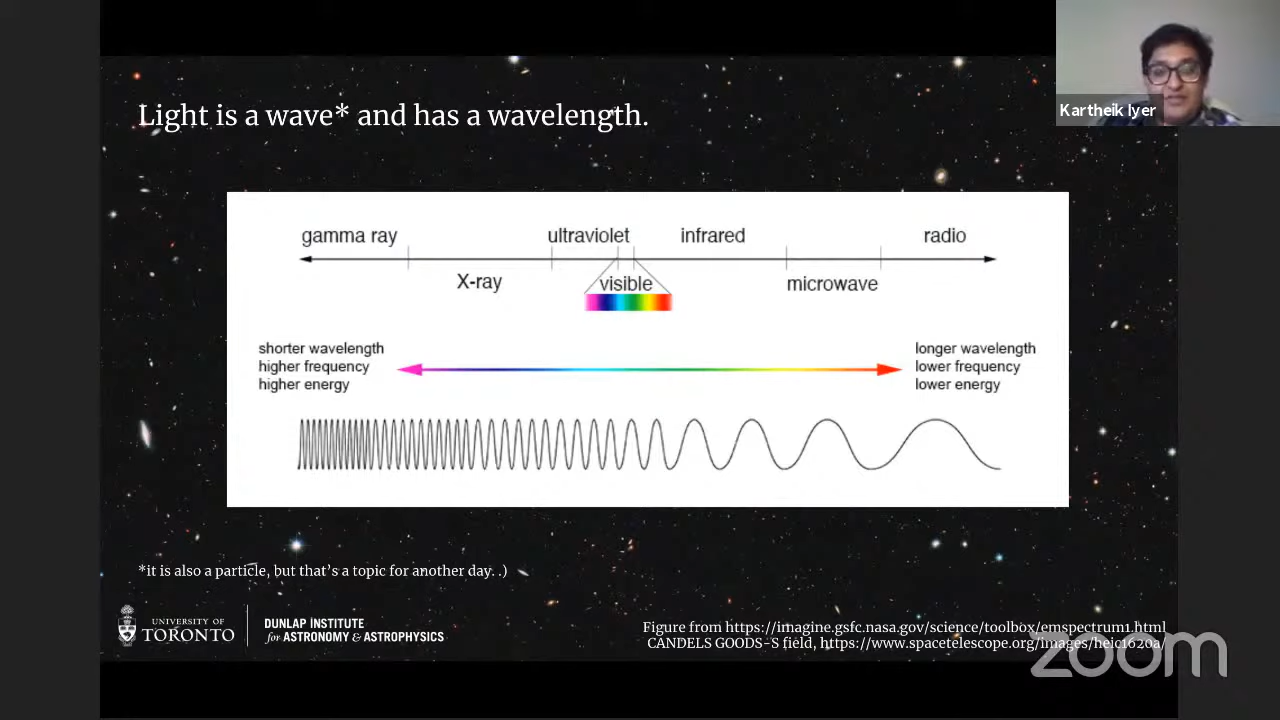 Kartheik Iyer
Light is a wave* and has a wavelength.
gamma ray
ultraviolet
infrared
radio
X-ray
visible
microwave
shorter wavelength
higher frequency
higher energy
longer wavelength
lower frequency
lower energy
*it is also a particle, but that's a topic for another day. .)
UNIVERSITY OF
TORONTO
DUNLAP INSTITUTE
for ASTRONOMY & ASTROPHYSICS
Figure from https://imagine.gsfc.nasa.gov/science/toolbox/emspectrum1.html
CANDELS GOODS-S field, https://www.spacetelescope.org/images/heic1620a/
zoom